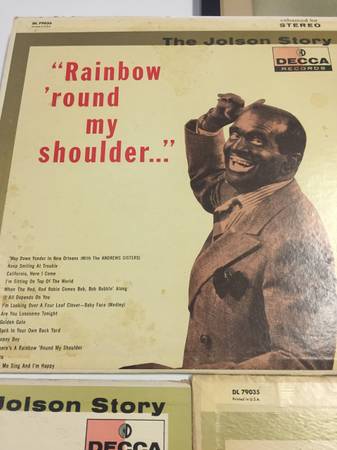 DL 79035
enhanced for
STEREO
The Jolson Story
DECCA
RECORDS
"Rainbow
'round
my
shoulder..."
'Way Down Yonder In New Orleans (With The ANDREWS SISTERS)
Keep Smiling At Trouble
California, Here I Come
I'm Sitting On Top Of The World
When The Red, Red Robin Comes Bob, Bob Bobbin' Along
It All Depends On You
I'm Looking Over A Four Leaf Clover—Baby Face (Medley)
Are You Lonesome Tonight
Golden Gate
Back In Your Own Back Yard
Sonny Boy
There's A Rainbow 'Round My Shoulder
Me Sing And I'm Happy
Jolson Story
DECCA
DL 79035
Printed in U.S.A.